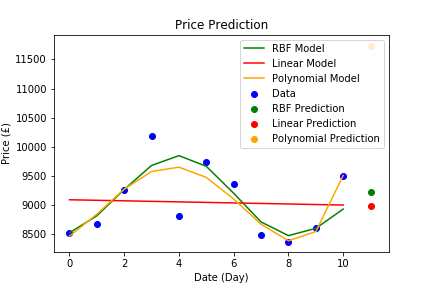 Price Prediction
Price (£)
11500
11000
10500
10000
9500
9000
8500
RBF Model
Linear Model
Polynomial Model
Data
RBF Prediction
Linear Prediction
Polynomial Prediction
0
2
4
6
8
10
Date (Day)